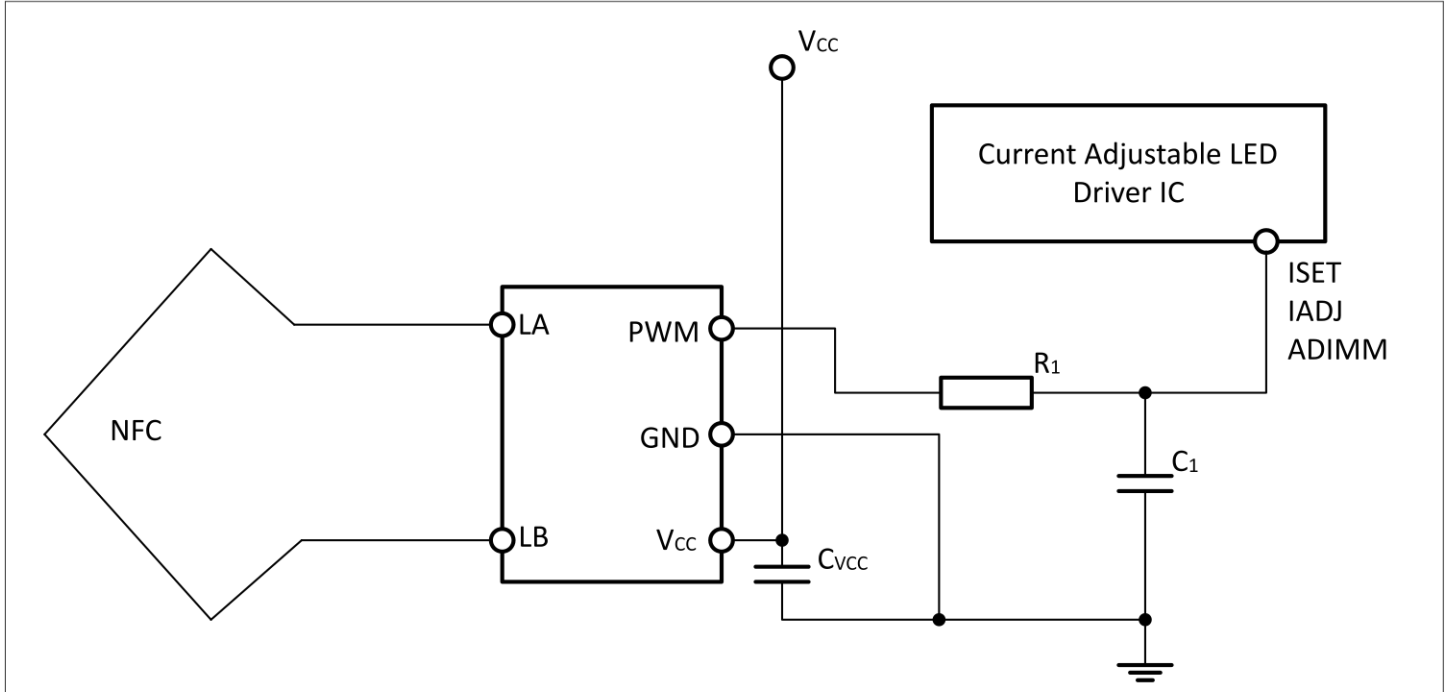 VCC
Current Adjustable LED
Driver IC
ISET
IADJ
ADIMM
LA
PWM
R1
NFC
GND
C1
LB
VCC
CVCC